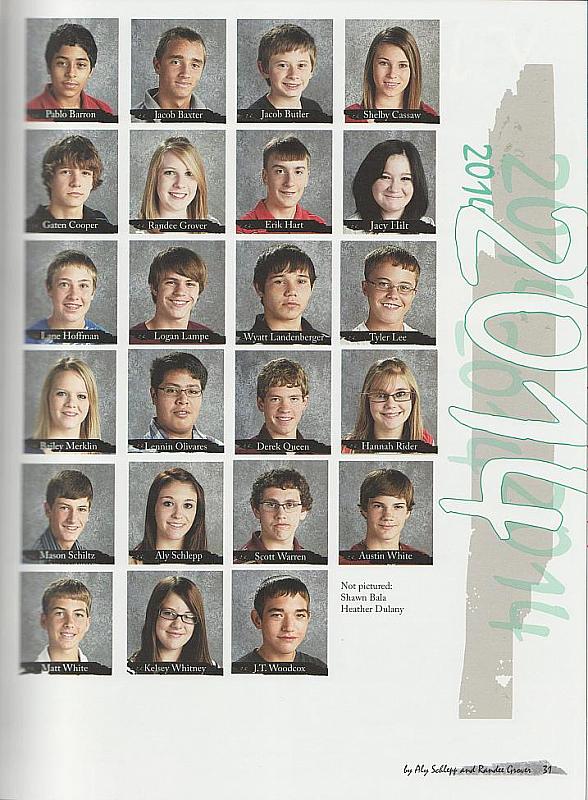 Pablo Barron
Jacob Baxter
Jacob Butler
Shelby Cassaw
Gaten Cooper
Randee Grover
Erik Hart
Jacy Hilt
Lane Hoffman
Logan Lampe
Wyatt Landenberger
Tyler Lee
Bailey Merklin
Lennin Olivares
Derek Queen
Hannah Rider
Mason Schiltz
Aly Schlepp
Scott Warren
Austin White
Matt White
Kelsey Whitney
J.T. Woodcox
Not pictured:
Shawn Bala
Heather Dulany
2014
2014
2014
2014
2014
by Aly Schlepp and Randee Grover 31